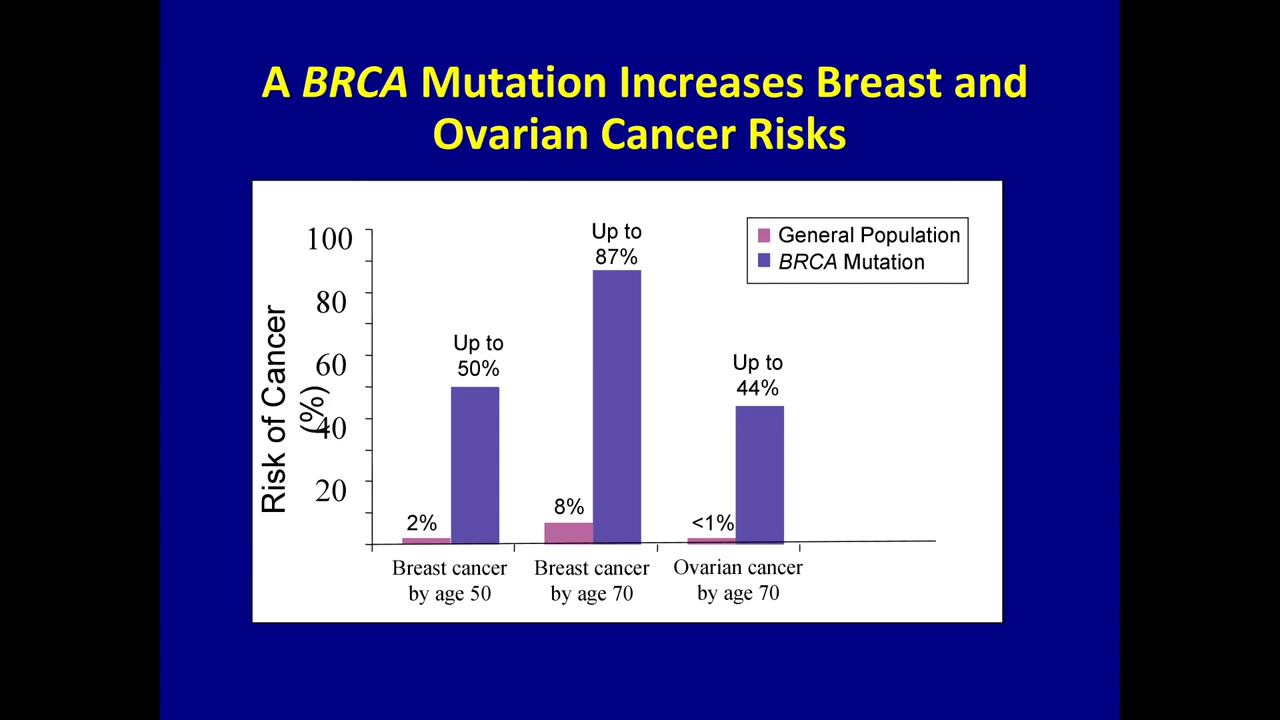 A BRCA Mutation Increases Breast and
Ovarian Cancer Risks
Risk of Cancer
(%)
100
80
60
40
20
Up to
50%
Up to
87%
Up to
44%
2%
8%
<1%
General Population
BRCA Mutation
Breast cancer
by age 50
Breast cancer
by age 70
Ovarian cancer
by age 70